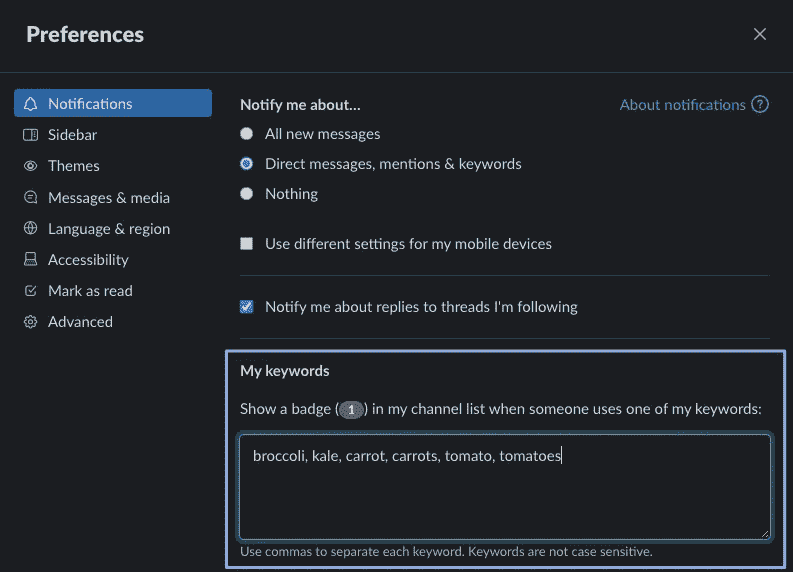 Preferences
Notifications
Sidebar
Themes
Messages & media
Language & region
Accessibility
Mark as read
Advanced
Notify me about...
About notifications ?
All new messages
Direct messages, mentions & keywords
Nothing
Use different settings for my mobile devices
Notify me about replies to threads I'm following
My keywords
Show a badge (1) in my channel list when someone uses one of my keywords:
broccoli, kale, carrot, carrots, tomato, tomatoes
Use commas to separate each keyword. Keywords are not case sensitive.